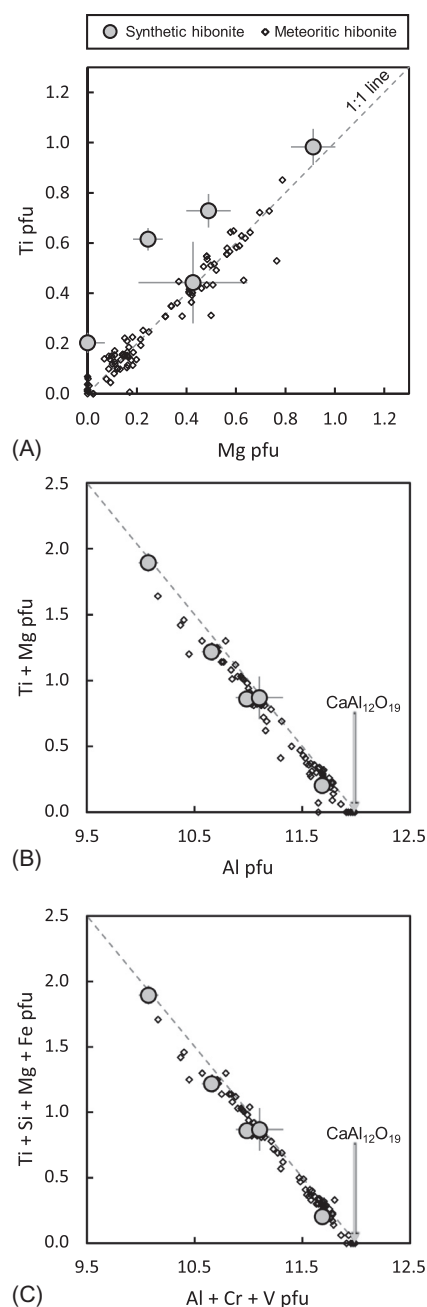 Synthetic hibonite Meteoritic hibonite
1.2
1.0
0.8
0.6
0.4
0.2
0.0
Ti pfu
1:1 line
0.0 0.2 0.4 0.6 0.8 1.0 1.2
Mg pfu
(A)
2.5
2.0
1.5
1.0
0.5
0.0
Ti + Mg pfu
CaAl₁₂O₁₉
9.5 10.5 11.5 12.5
Al pfu
(B)
2.5
2.0
1.5
1.0
0.5
0.0
Ti + Si + Mg + Fe pfu
CaAl₁₂O₁₉
9.5 10.5 11.5 12.5
Al + Cr + V pfu
(C)